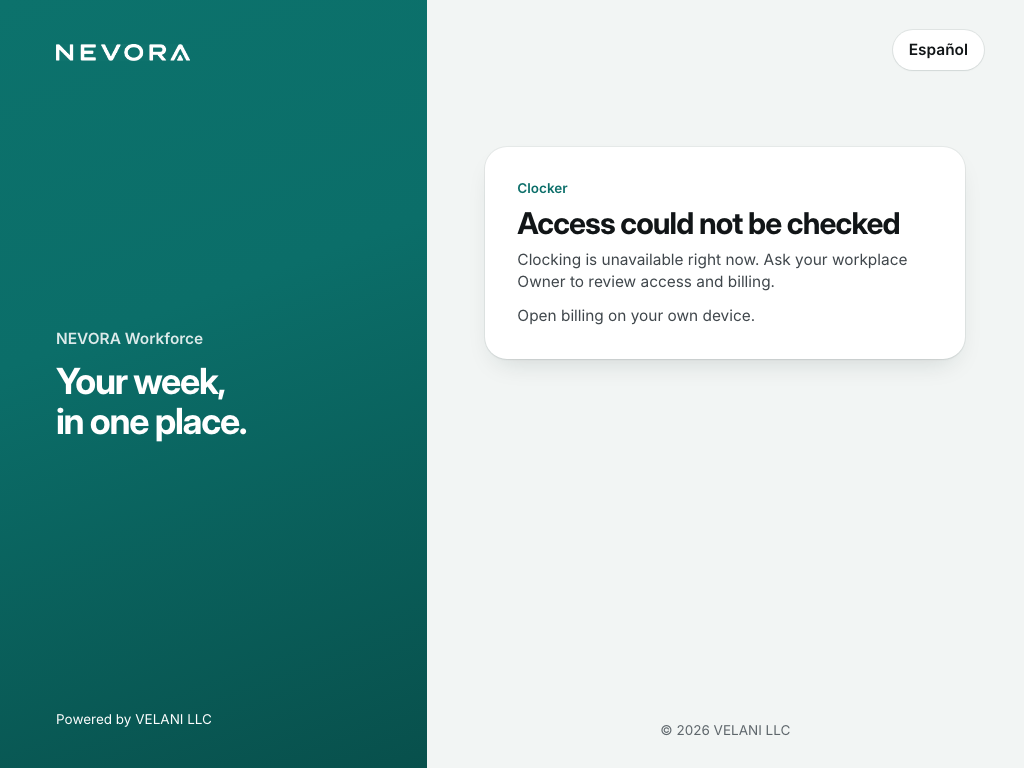 NEVORA
Español
Clocker
Access could not be checked
Clocking is unavailable right now. Ask your workplace
Owner to review access and billing.
Open billing on your own device.
NEVORA Workforce
Your week,
in one place.
Powered by VELANI LLC
© 2026 VELANI LLC